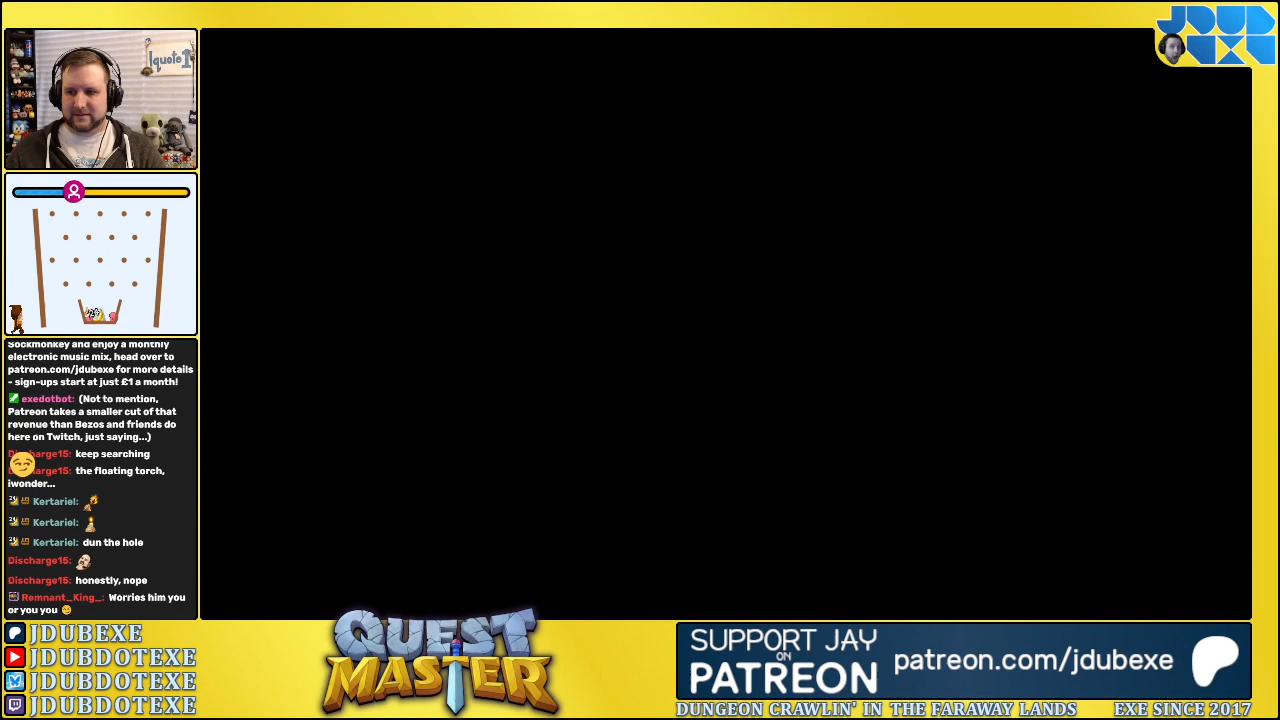 JDUB
EXE
!quote
Sockmonkey and enjoy a monthly
electronic music mix, head over to
patreon.com/jdubexe for more details
- sign-ups start at just £1 a month!
exedotbot: (Not to mention,
Patreon takes a smaller cut of that
revenue than Bezos and friends do
here on Twitch, just saying...)
Discharge15: keep searching
Discharge15: the floating torch,
iwonder...
Kertariel:
Kertariel:
Kertariel: dun the hole
Discharge15:
Discharge15: honestly, nope
Remnant_King_: Worries him you
or you you
JDUBEXE
JDUBDOTEXE
JDUBDOTEXE
JDUBDOTEXE
QUEST
MASTER
SUPPORT JAY
ON
PATREON
patreon.com/jdubexe
DUNGEON CRAWLIN' IN THE FARAWAY LANDS
EXE SINCE 2017